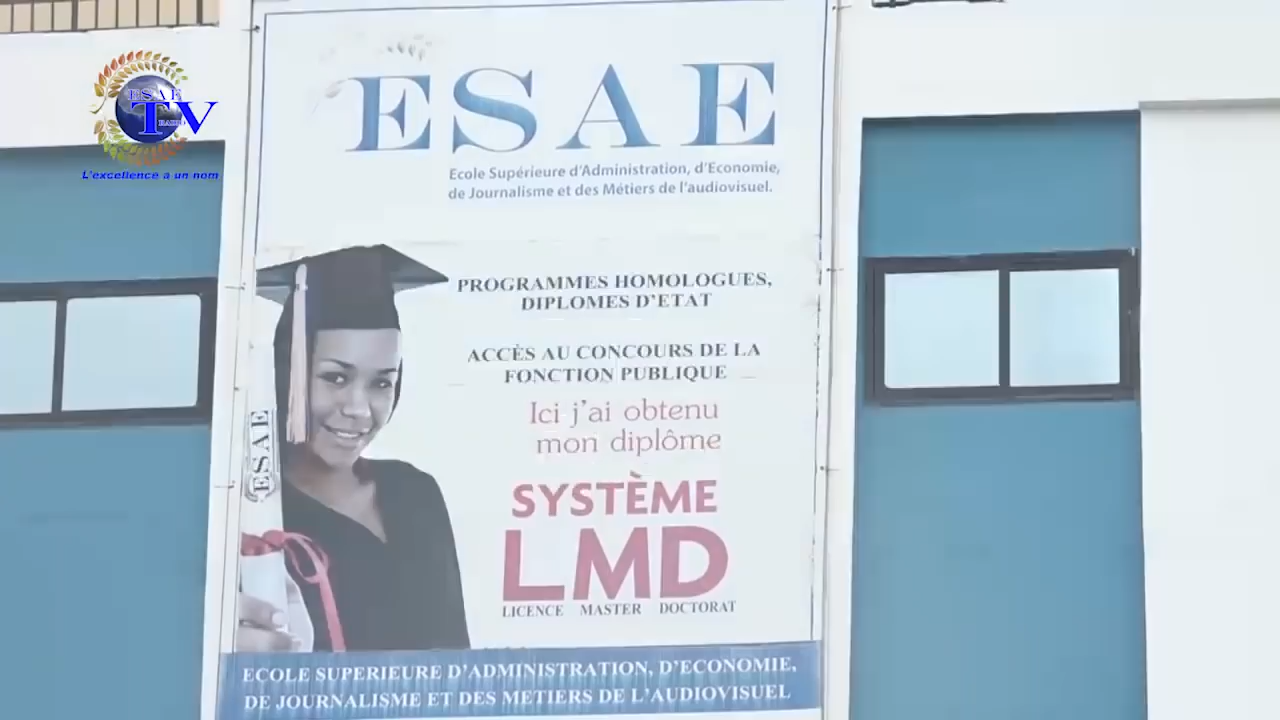 ESAE
TV
RADIO
L'excellence a un nom
ESAE
Ecole Supérieure d'Administration, d'Economie,
de Journalisme et des Métiers de l'audiovisuel.
PROGRAMMES HOMOLOGUES,
DIPLOMES D'ETAT
ACCÈS AU CONCOURS DE LA
FONCTION PUBLIQUE
Ici j'ai obtenu
mon diplôme
ESAE
SYSTÈME
LMD
LICENCE MASTER DOCTORAT
ECOLE SUPERIEURE D'ADMINISTRATION, D'ECONOMIE,
DE JOURNALISME ET DES METIERS DE L'AUDIOVISUEL